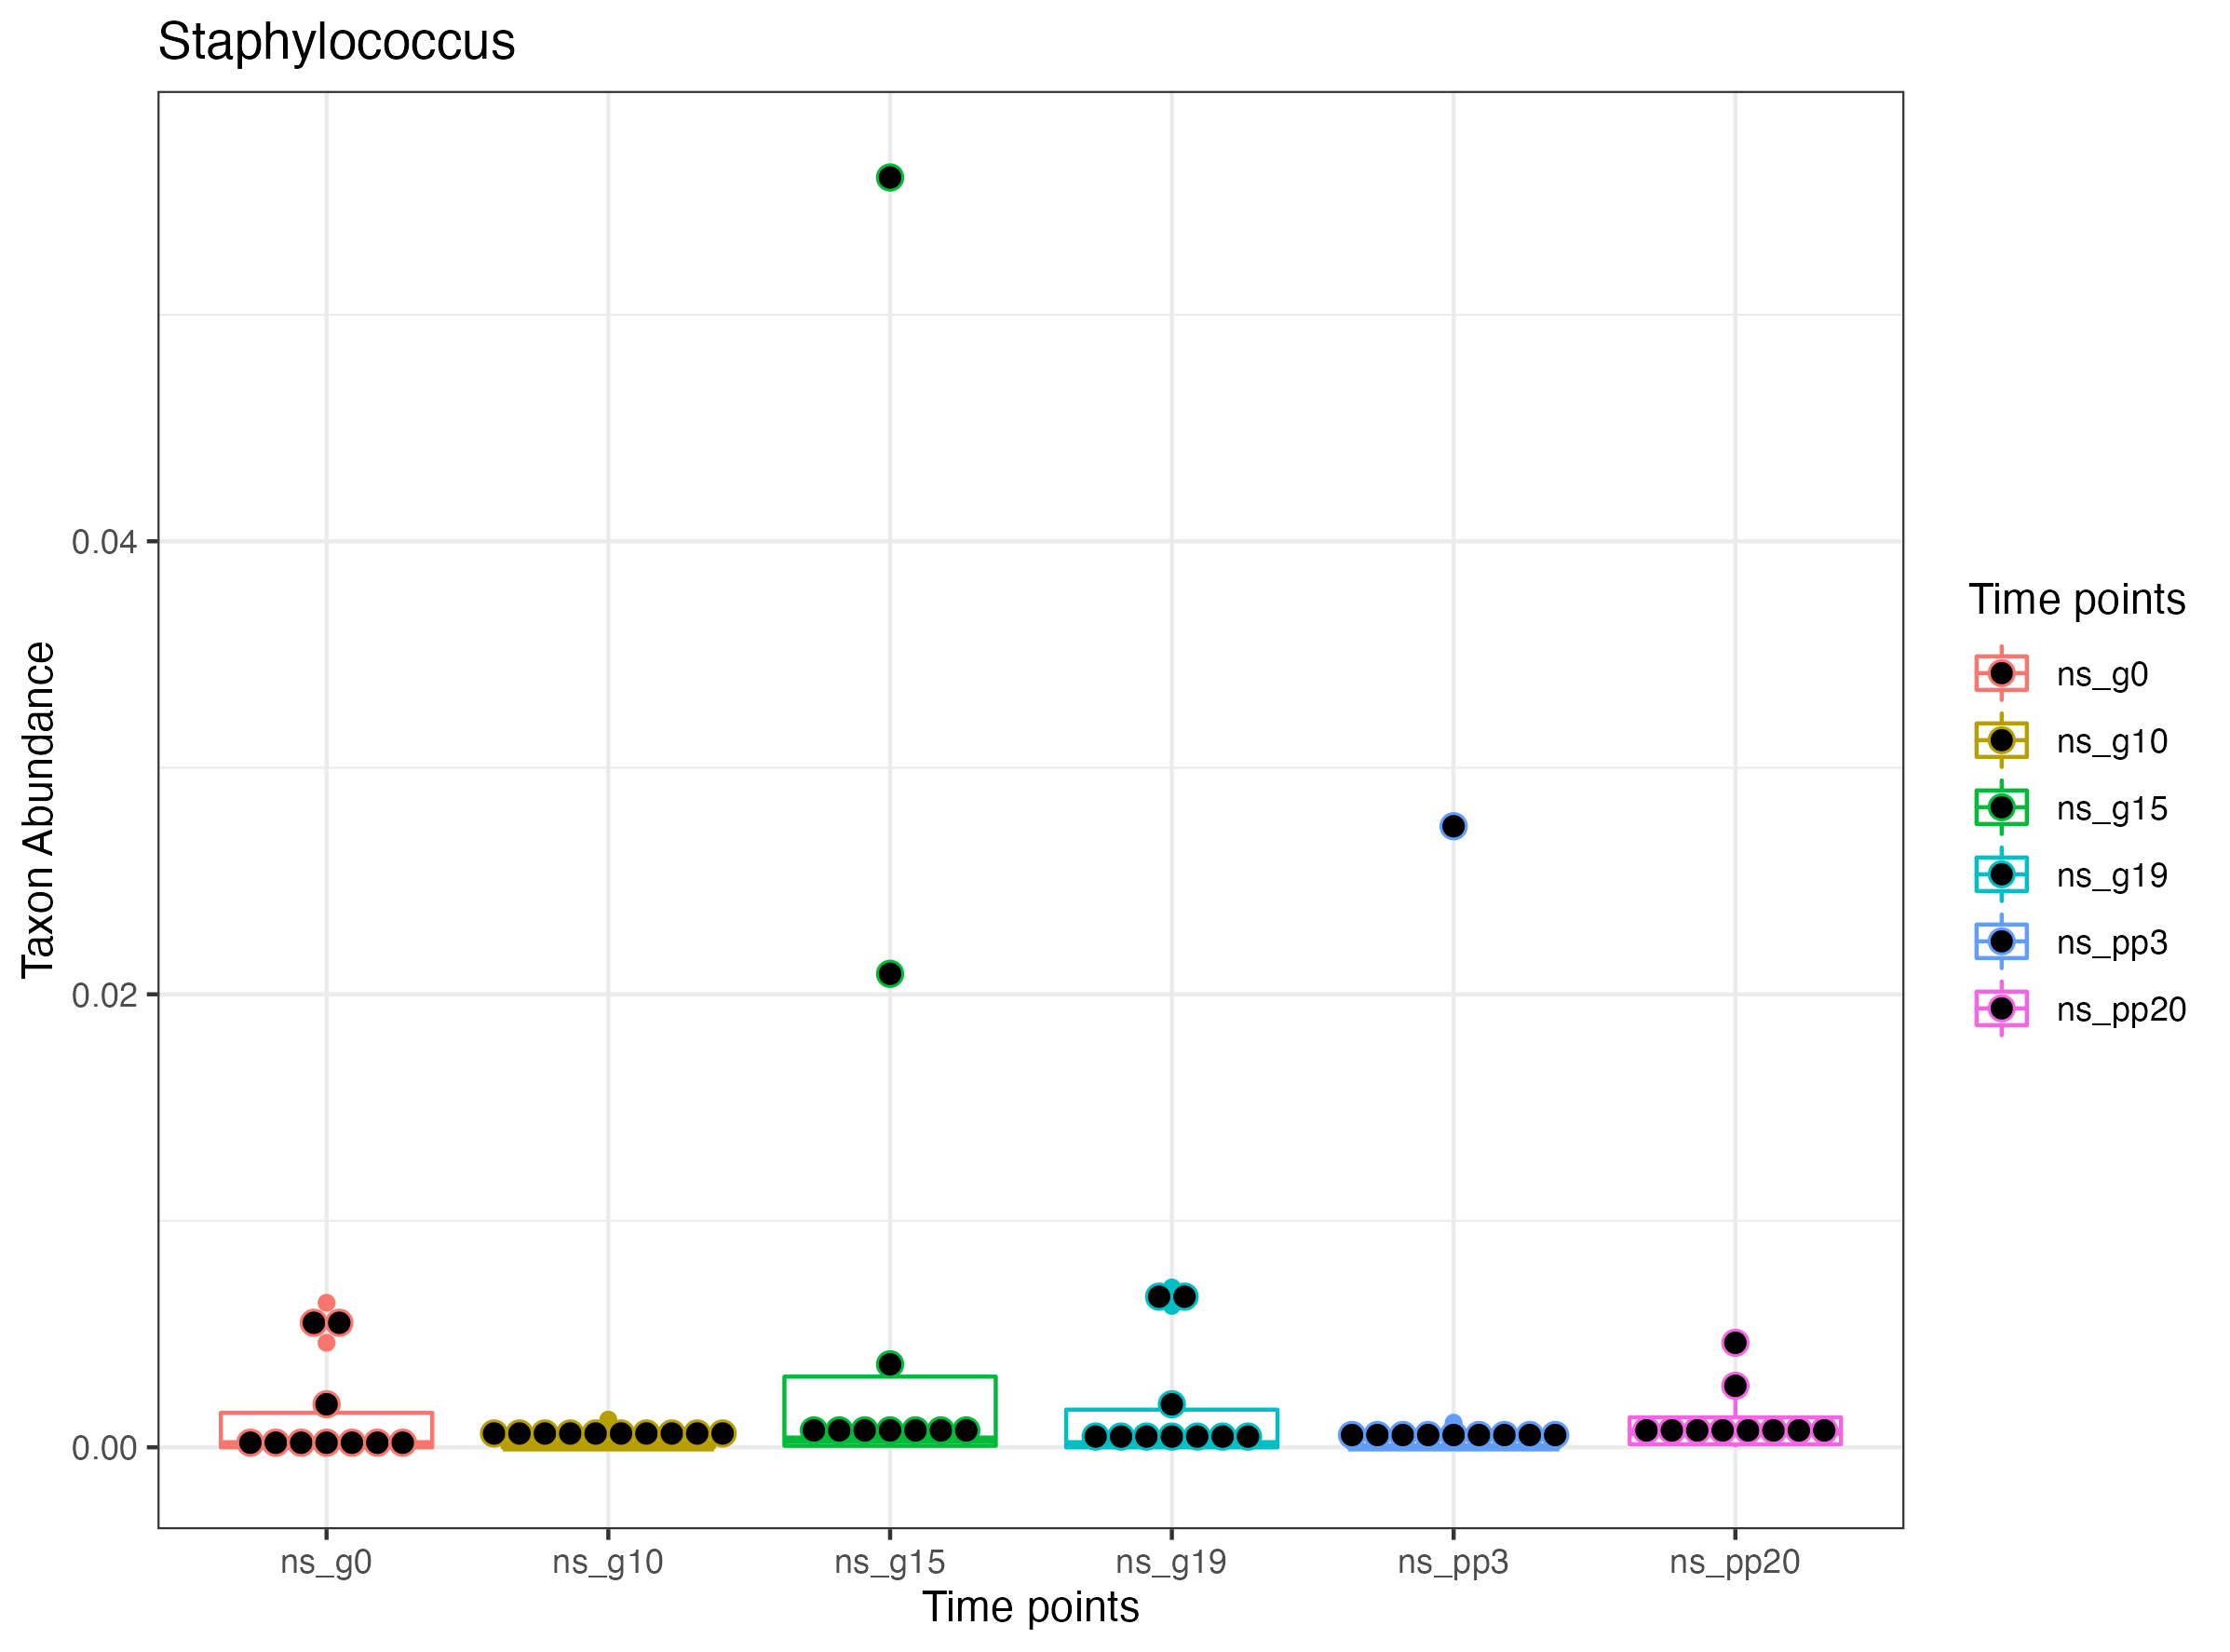 Staphylococcus
Taxon Abundance
0.04
0.02
0.00
ns_g0
ns_g10
ns_g15
ns_g19
ns_pp3
ns_pp20
Time points
Time points
ns_g0
ns_g10
ns_g15
ns_g19
ns_pp3
ns_pp20